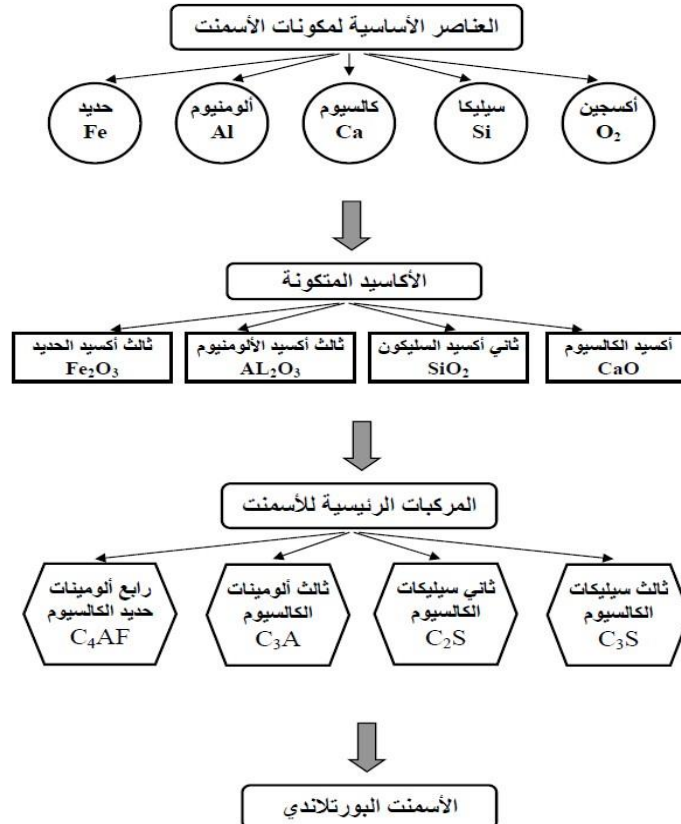 العناصر الأساسية لمكونات الأسمنت
أكسجين
O₂
سيليكا
Si
كالسيوم
Ca
ألومنيوم
Al
حديد
Fe
الأكاسيد المتكونة
أكسيد الكالسيوم
CaO
ثاني أكسيد السليكون
SiO₂
ثالث أكسيد الألومنيوم
AL₂O₃
ثالث أكسيد الحديد
Fe₂O₃
المركبات الرئيسية للأسمنت
ثالث سيليكات
الكالسيوم
C₃S
ثاني سيليكات
الكالسيوم
C₂S
ثالث ألومينات
الكالسيوم
C₃A
رابع ألومينات
حديد الكالسيوم
C₄AF
الأسمنت البورتلاندي